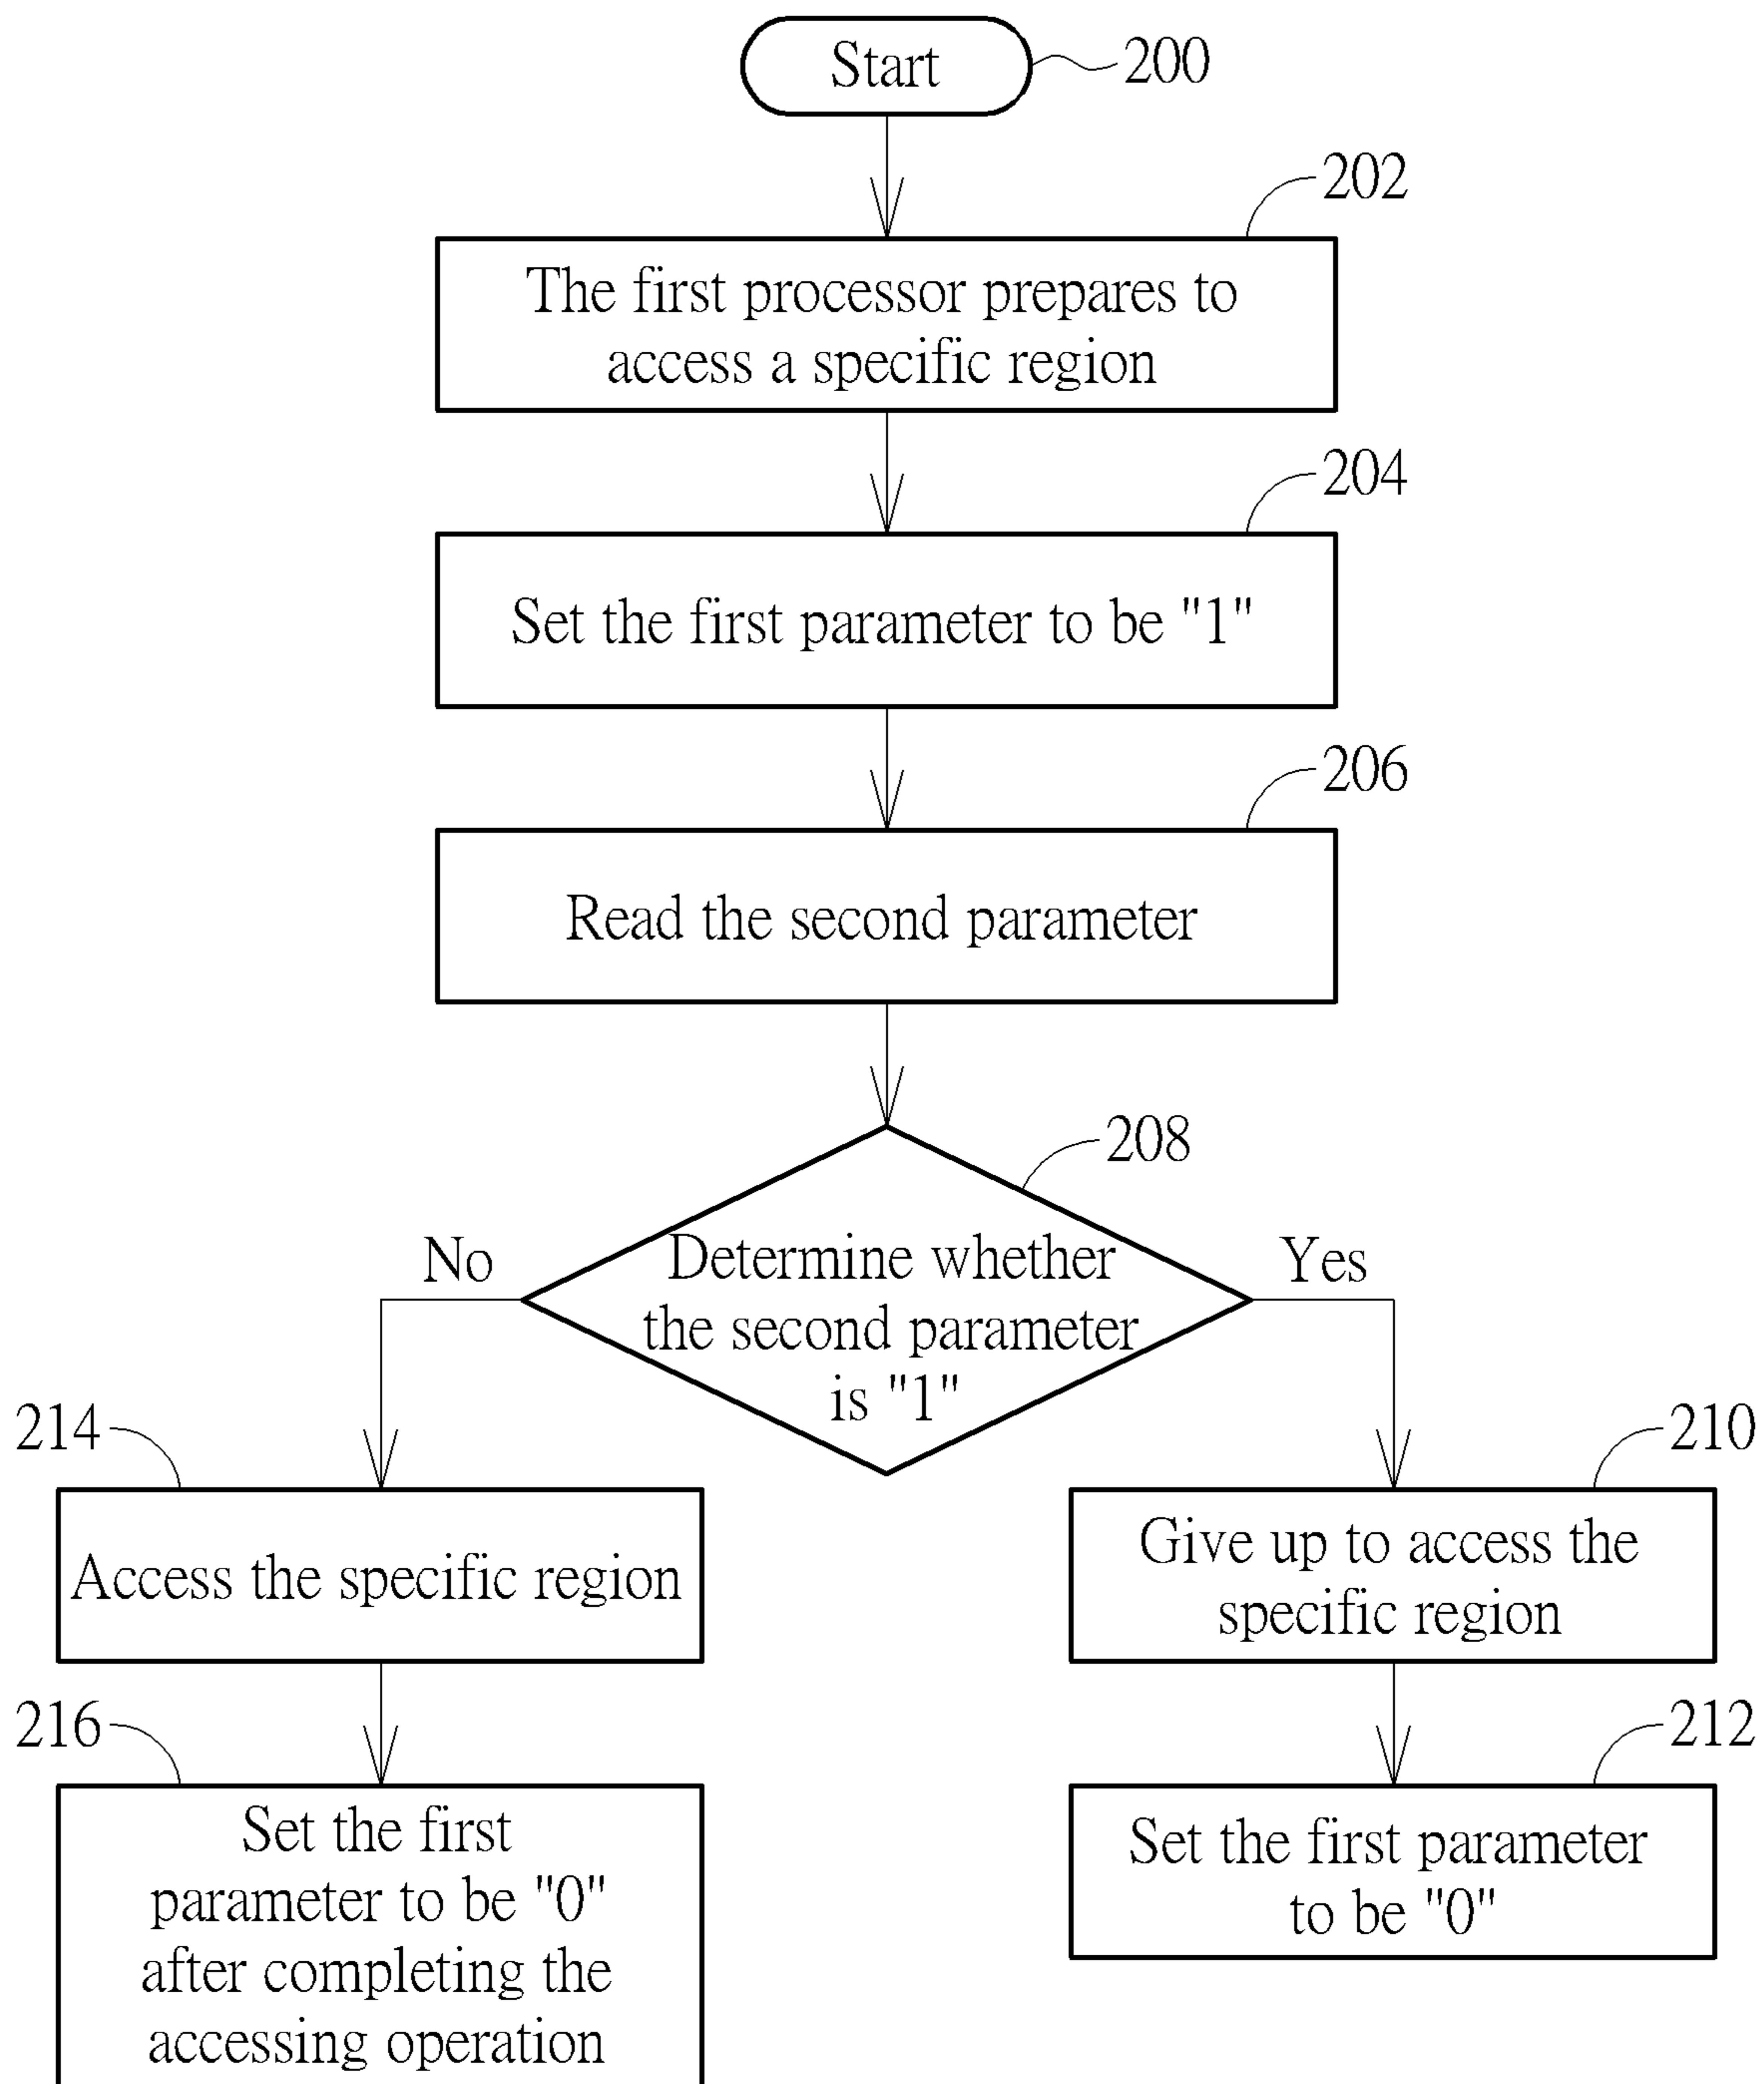 Start
200
202
The first processor prepares to
access a specific region
204
Set the first parameter to be "1"
206
Read the second parameter
208
No
Determine whether
the second parameter
is "1"
Yes
214
Access the specific region
210
Give up to access the
specific region
216
Set the first
parameter to be "0"
after completing the
accessing operation
212
Set the first parameter
to be "0"